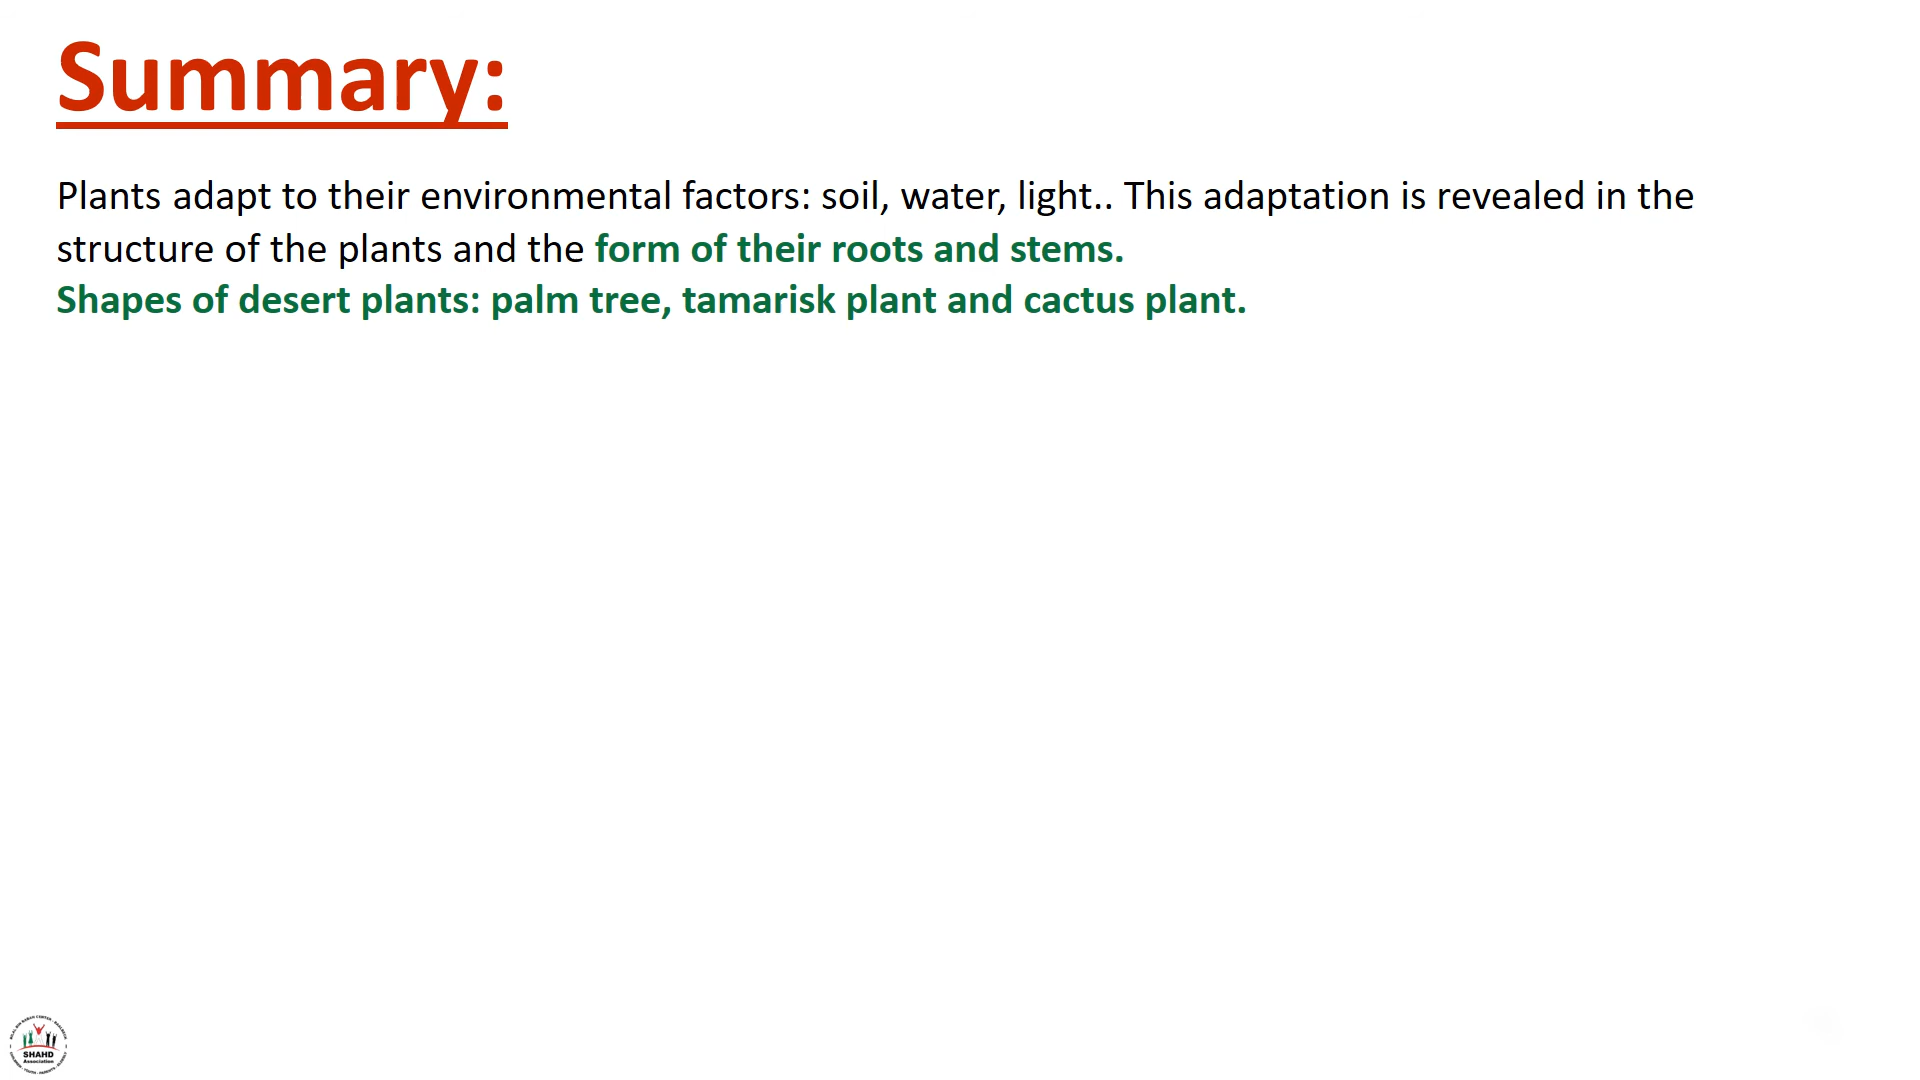 Summary:
Plants adapt to their environmental factors: soil, water, light.. This adaptation is revealed in the
structure of the plants and the form of their roots and stems.
Shapes of desert plants: palm tree, tamarisk plant and cactus plant.
SHAHD
Association